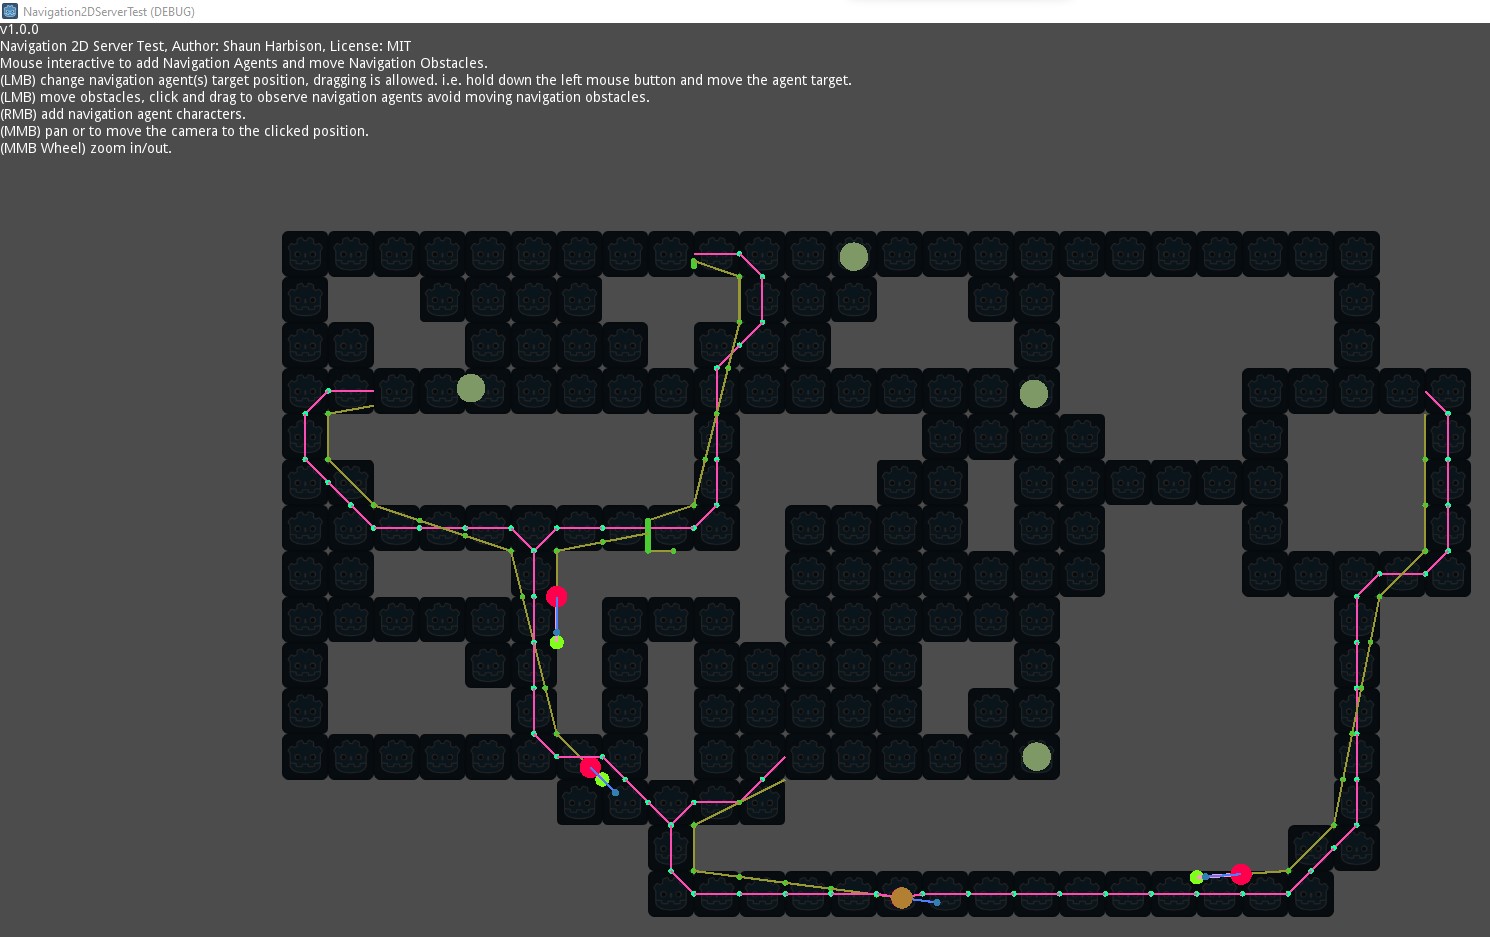 Navigation2DServerTest (DEBUG)
v1.0.0
Navigation 2D Server Test, Author: Shaun Harbison, License: MIT
Mouse interactive to add Navigation Agents and move Navigation Obstacles.
(LMB) change navigation agent(s) target position, dragging is allowed. i.e. hold down the left mouse button and move the agent target.
(LMB) move obstacles, click and drag to observe navigation agents avoid moving navigation obstacles.
(RMB) add navigation agent characters.
(MMB) pan or to move the camera to the clicked position.
(MMB Wheel) zoom in/out.